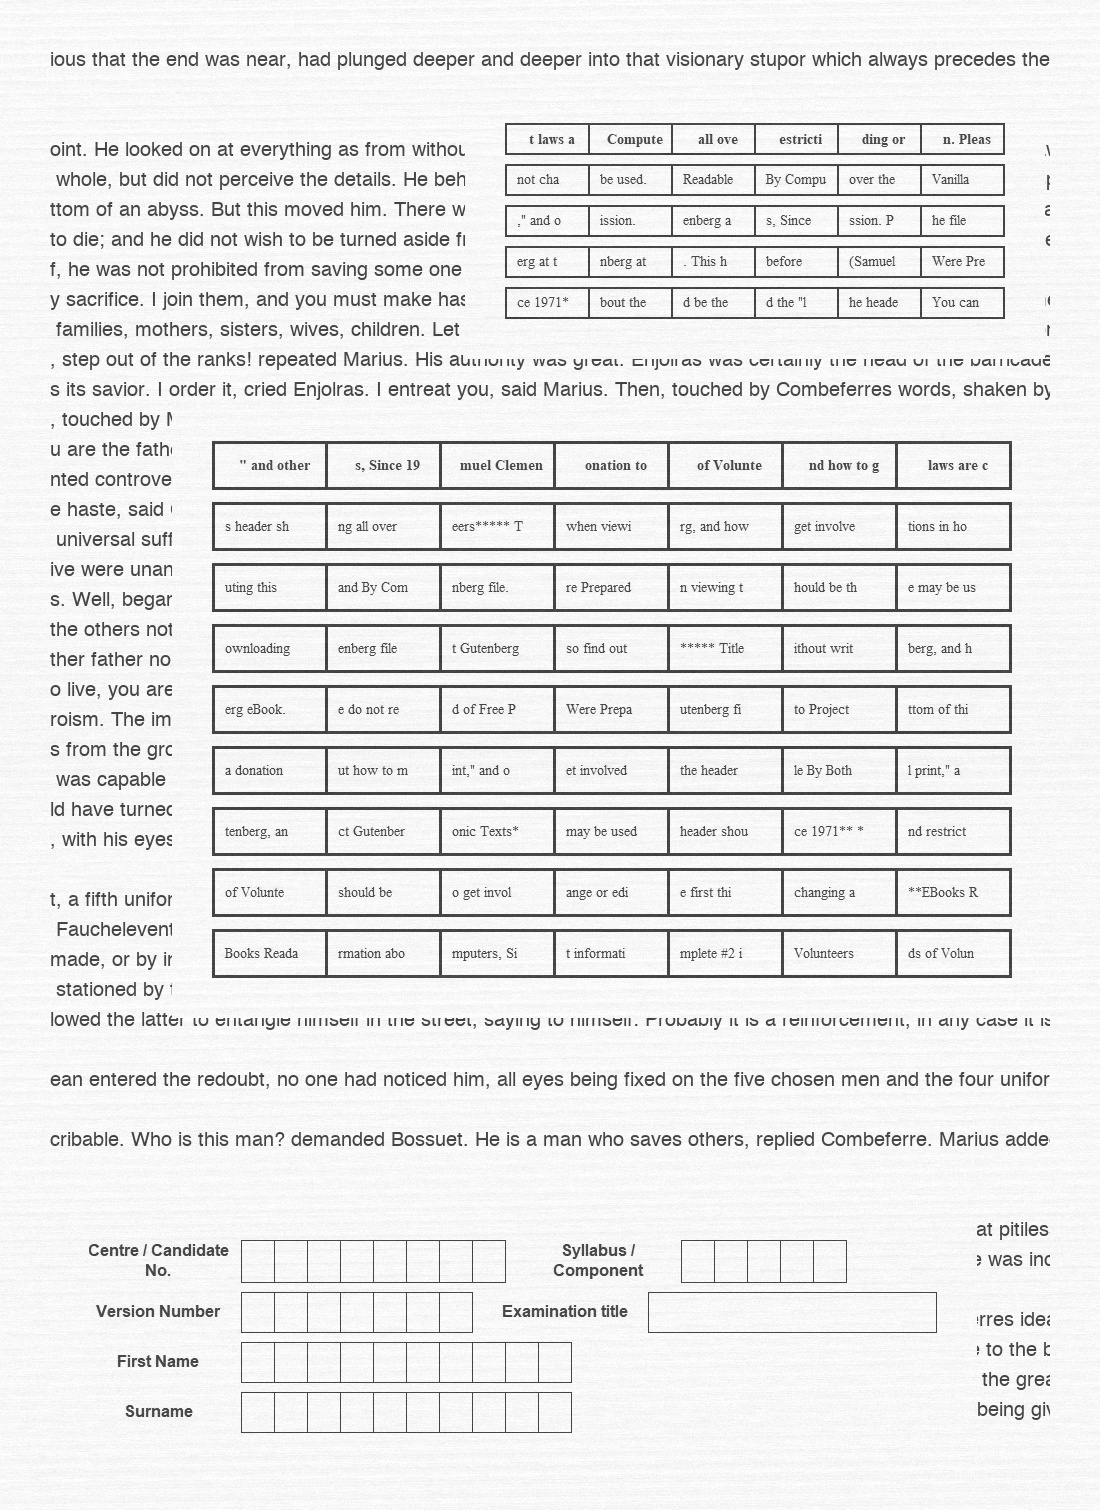 ious that the end was near, had plunged deeper and deeper into that visionary stupor which always precedes the
oint. He looked on at everything as from
whole, but did not perceive the details. He
ttom of an abyss. But this moved him. There
to die; and he did not wish to be turned aside
f, he was not prohibited from saving some one
y sacrifice. I join them, and you must make
families, mothers, sisters, wives, children. Let
t laws a Compute all ove estricti ding or n. Pleas
not cha be used. Readable By Compu over the Vanilla
," and o ission. enberg a s, Since ssion. P he file
erg at t nberg at . This h before (Samuel Were Pre
ce 1971* bout the d be the d the "l he heade You can
, step out of the ranks! repeated Marius. His authority was great. Enjolras was certainly the head of the barricade
s its savior. I order it, cried Enjolras. I entreat you, said Marius. Then, touched by Combeferres words, shaken by
, touched by
u are the
nted
e haste, said
universal
ive were
s. Well,
the others
ther father no
o live, you are
roism. The
s from the
was capable
ld have
, with his eyes
t, a fifth
Fauchelevent
made, or by
stationed by
" and other s, Since 19 muel Clemen onation to of Volunte nd how to g laws are c
s header sh ng all over eers***** T when viewi rg, and how get involve tions in ho
uting this and By Com nberg file. re Prepared n viewing t hould be th e may be us
ownloading enberg file t Gutenberg so find out ***** Title ithout writ berg, and h
erg eBook. e do not re d of Free P Were Prepa utenberg fi to Project ttom of thi
a donation ut how to m int," and o et involved the header le By Both l print," a
tenberg, an ct Gutenber onic Texts* may be used header shou ce 1971** * nd restrict
of Volunte should be o get invol ange or edi e first thi changing a **EBooks R
Books Reada rmation abo mputers, Si t informati mplete #2 i Volunteers ds of Volun
lowed the latter to entangle himself in the street, saying to himself: Probably it is a reinforcement, in any case it is
ean entered the redoubt, no one had noticed him, all eyes being fixed on the five chosen men and the four unifor
cribable. Who is this man? demanded Bossuet. He is a man who saves others, replied Combeferre. Marius adde
at pitiles
was
erres
to the
the
being
Centre / Candidate No.
Syllabus / Component
Version Number
Examination title
First Name
Surname